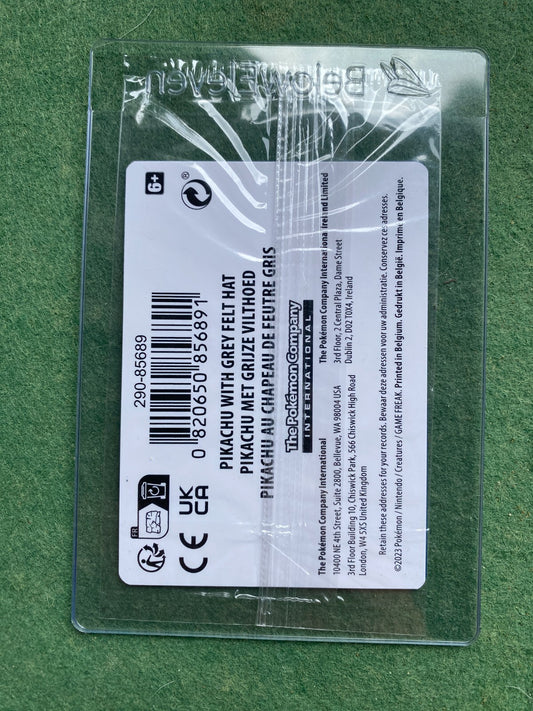 BelowEleven
6+
®
290-85689
0 820650 856891
FR
UK
CA
CE
PIKACHU WITH GREY FELT HAT
PIKACHU MET GRIJZE VILTHOED
PIKACHU AU CHAPEAU DE FEUTRE GRIS
The Pokémon Company
INTERNATIONAL
The Pokémon Company International
10400 NE 4th Street, Suite 2800, Bellevue, WA 98004 USA
3rd Floor Building 10, Chiswick Park, 566 Chiswick High Road
London, W4 5XS United Kingdom
The Pokémon Company International Ireland Limited
3rd Floor, 2 Central Plaza, Dame Street
Dublin 2, D02 T0X4, Ireland
Retain these addresses for your records. Bewaar deze adressen voor uw administratie. Conservez ces adresses.
©2023 Pokémon / Nintendo / Creatures / GAME FREAK. Printed in Belgium. Gedrukt in België. Imprimé en Belgique.